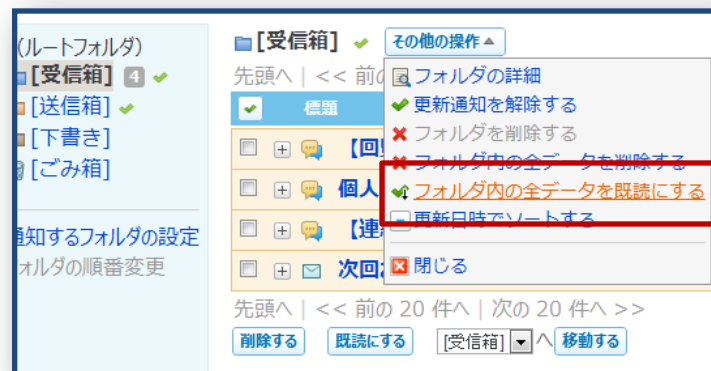 (ルートフォルダ)
[受信箱] 4
[送信箱]
[下書き]
[ごみ箱]
通知するフォルダの設定
フォルダの順番変更
[受信箱] その他の操作▲
先頭へ | << 前の
標題
【回
個人
【連
次回
フォルダの詳細
更新通知を解除する
フォルダを削除する
フォルダ内の全データを削除する
フォルダ内の全データを既読にする
更新日時でソートする
閉じる
先頭へ | << 前の 20 件へ | 次の 20 件へ >>
削除する 既読にする [受信箱] へ 移動する